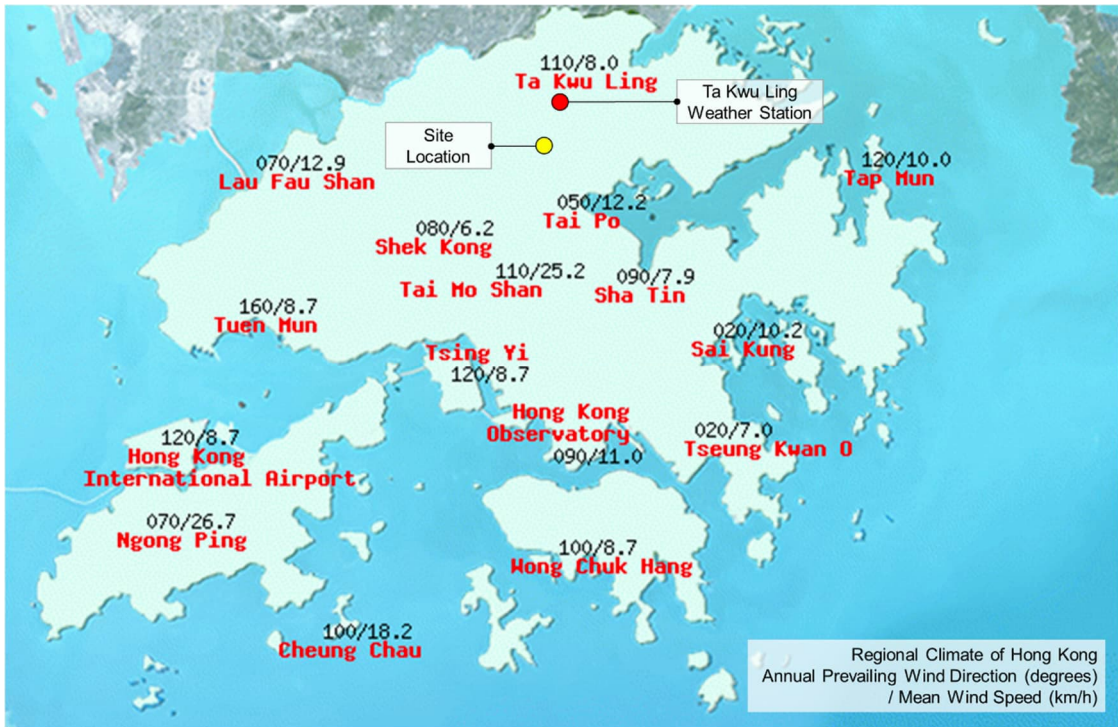 110/8.0
Ta Kwu Ling
Ta Kwu Ling
Weather Station
Site
Location
070/12.9
Lau Fau Shan
120/10.0
Tap Mun
050/12.2
Tai Po
080/6.2
Shek Kong
110/25.2
Tai Mo Shan
090/7.9
Sha Tin
160/8.7
Tuen Mun
020/10.2
Sai Kung
Tsing Yi
120/8.7
Hong Kong
Observatory
090/11.0
020/7.0
Tseung Kwan O
120/8.7
Hong Kong
International Airport
070/26.7
Ngong Ping
100/8.7
Wong Chuk Hang
100/18.2
Cheung Chau
Regional Climate of Hong Kong
Annual Prevailing Wind Direction (degrees)
/ Mean Wind Speed (km/h)